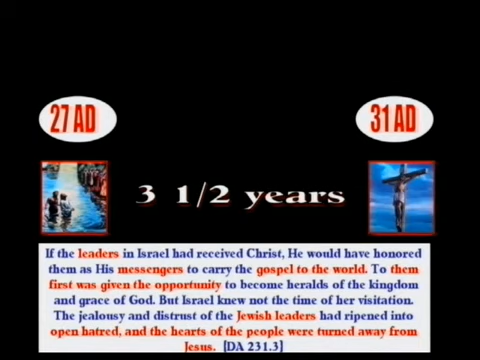 27 AD
31 AD
3 1/2 years
If the leaders in Israel had received Christ, He would have honored
them as His messengers to carry the gospel to the world. To them
first was given the opportunity to become heralds of the kingdom
and grace of God. But Israel knew not the time of her visitation.
The jealousy and distrust of the Jewish leaders had ripened into
open hatred, and the hearts of the people were turned away from
Jesus. [DA 231.3]